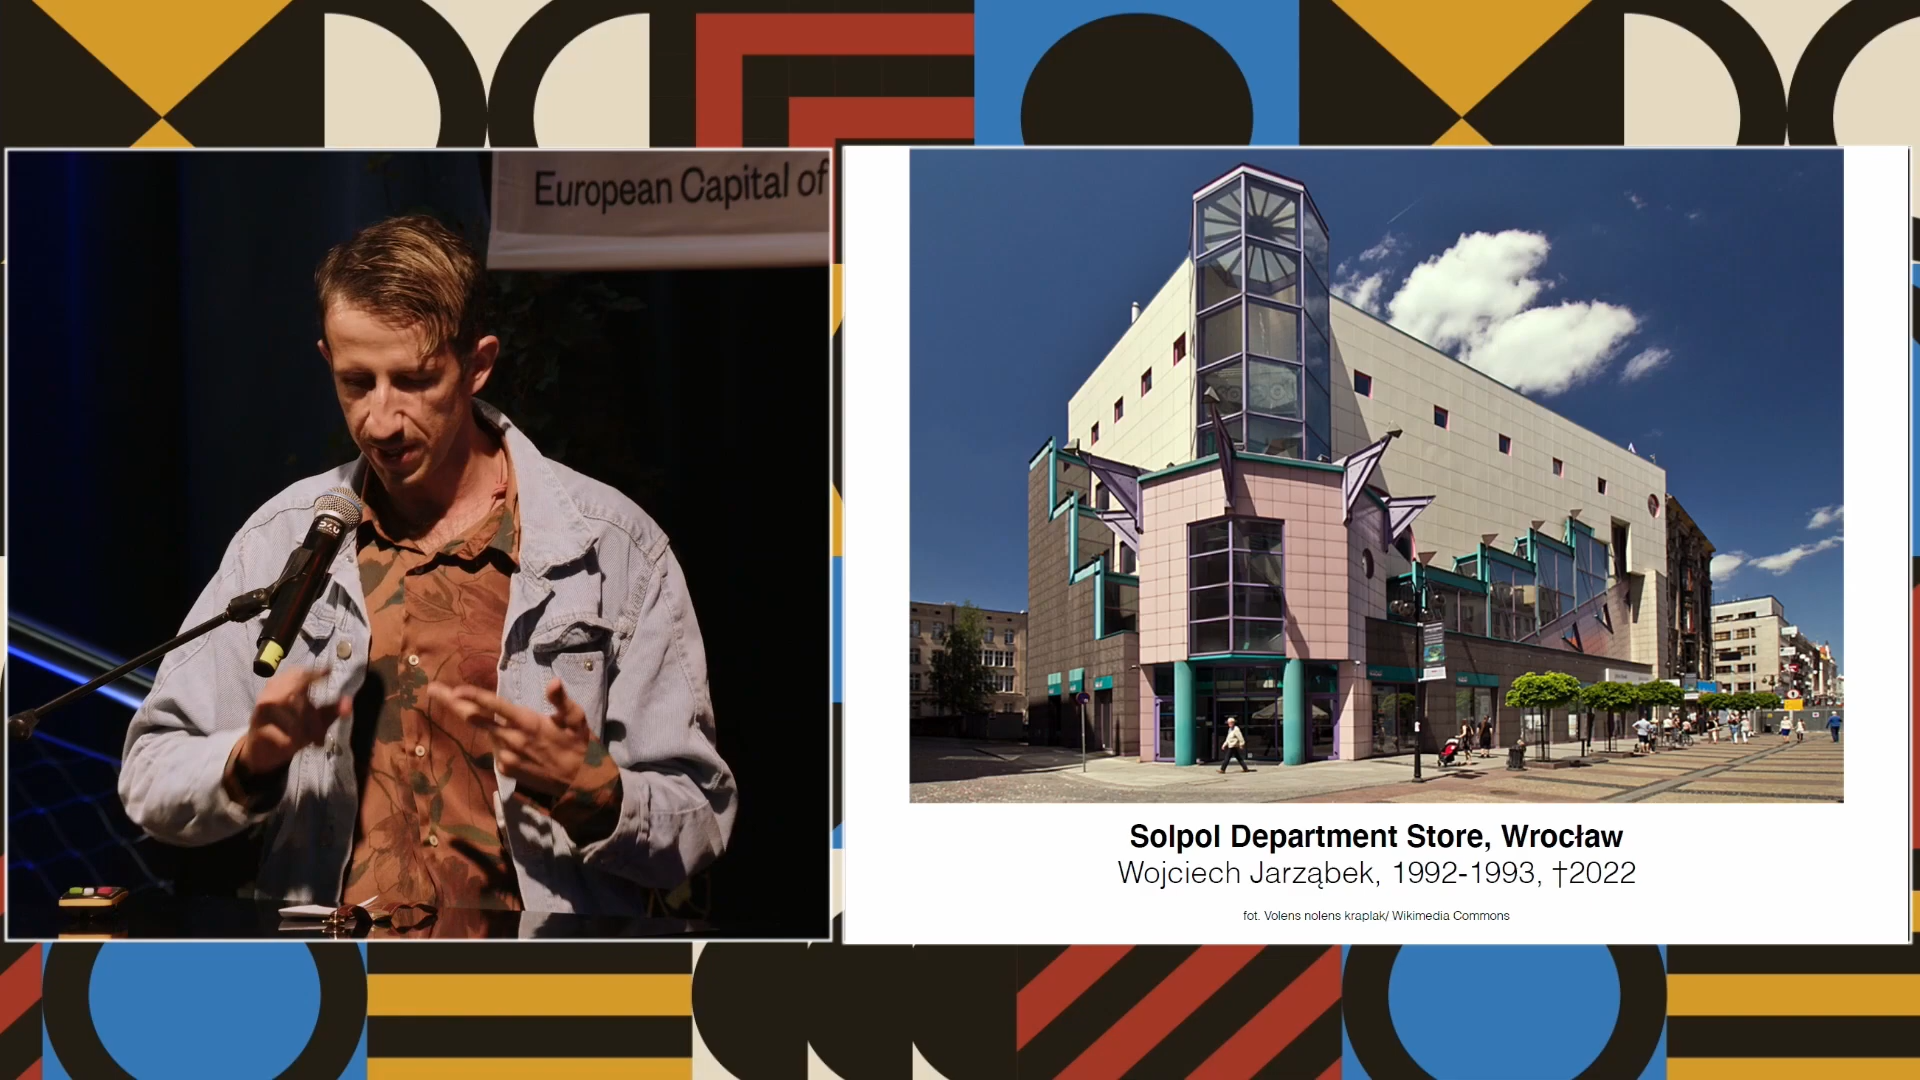 European Capital of
Solpol Department Store, Wrocław
Wojciech Jarząbek, 1992-1993, †2022
fot. Volens nolens kraplak/ Wikimedia Commons